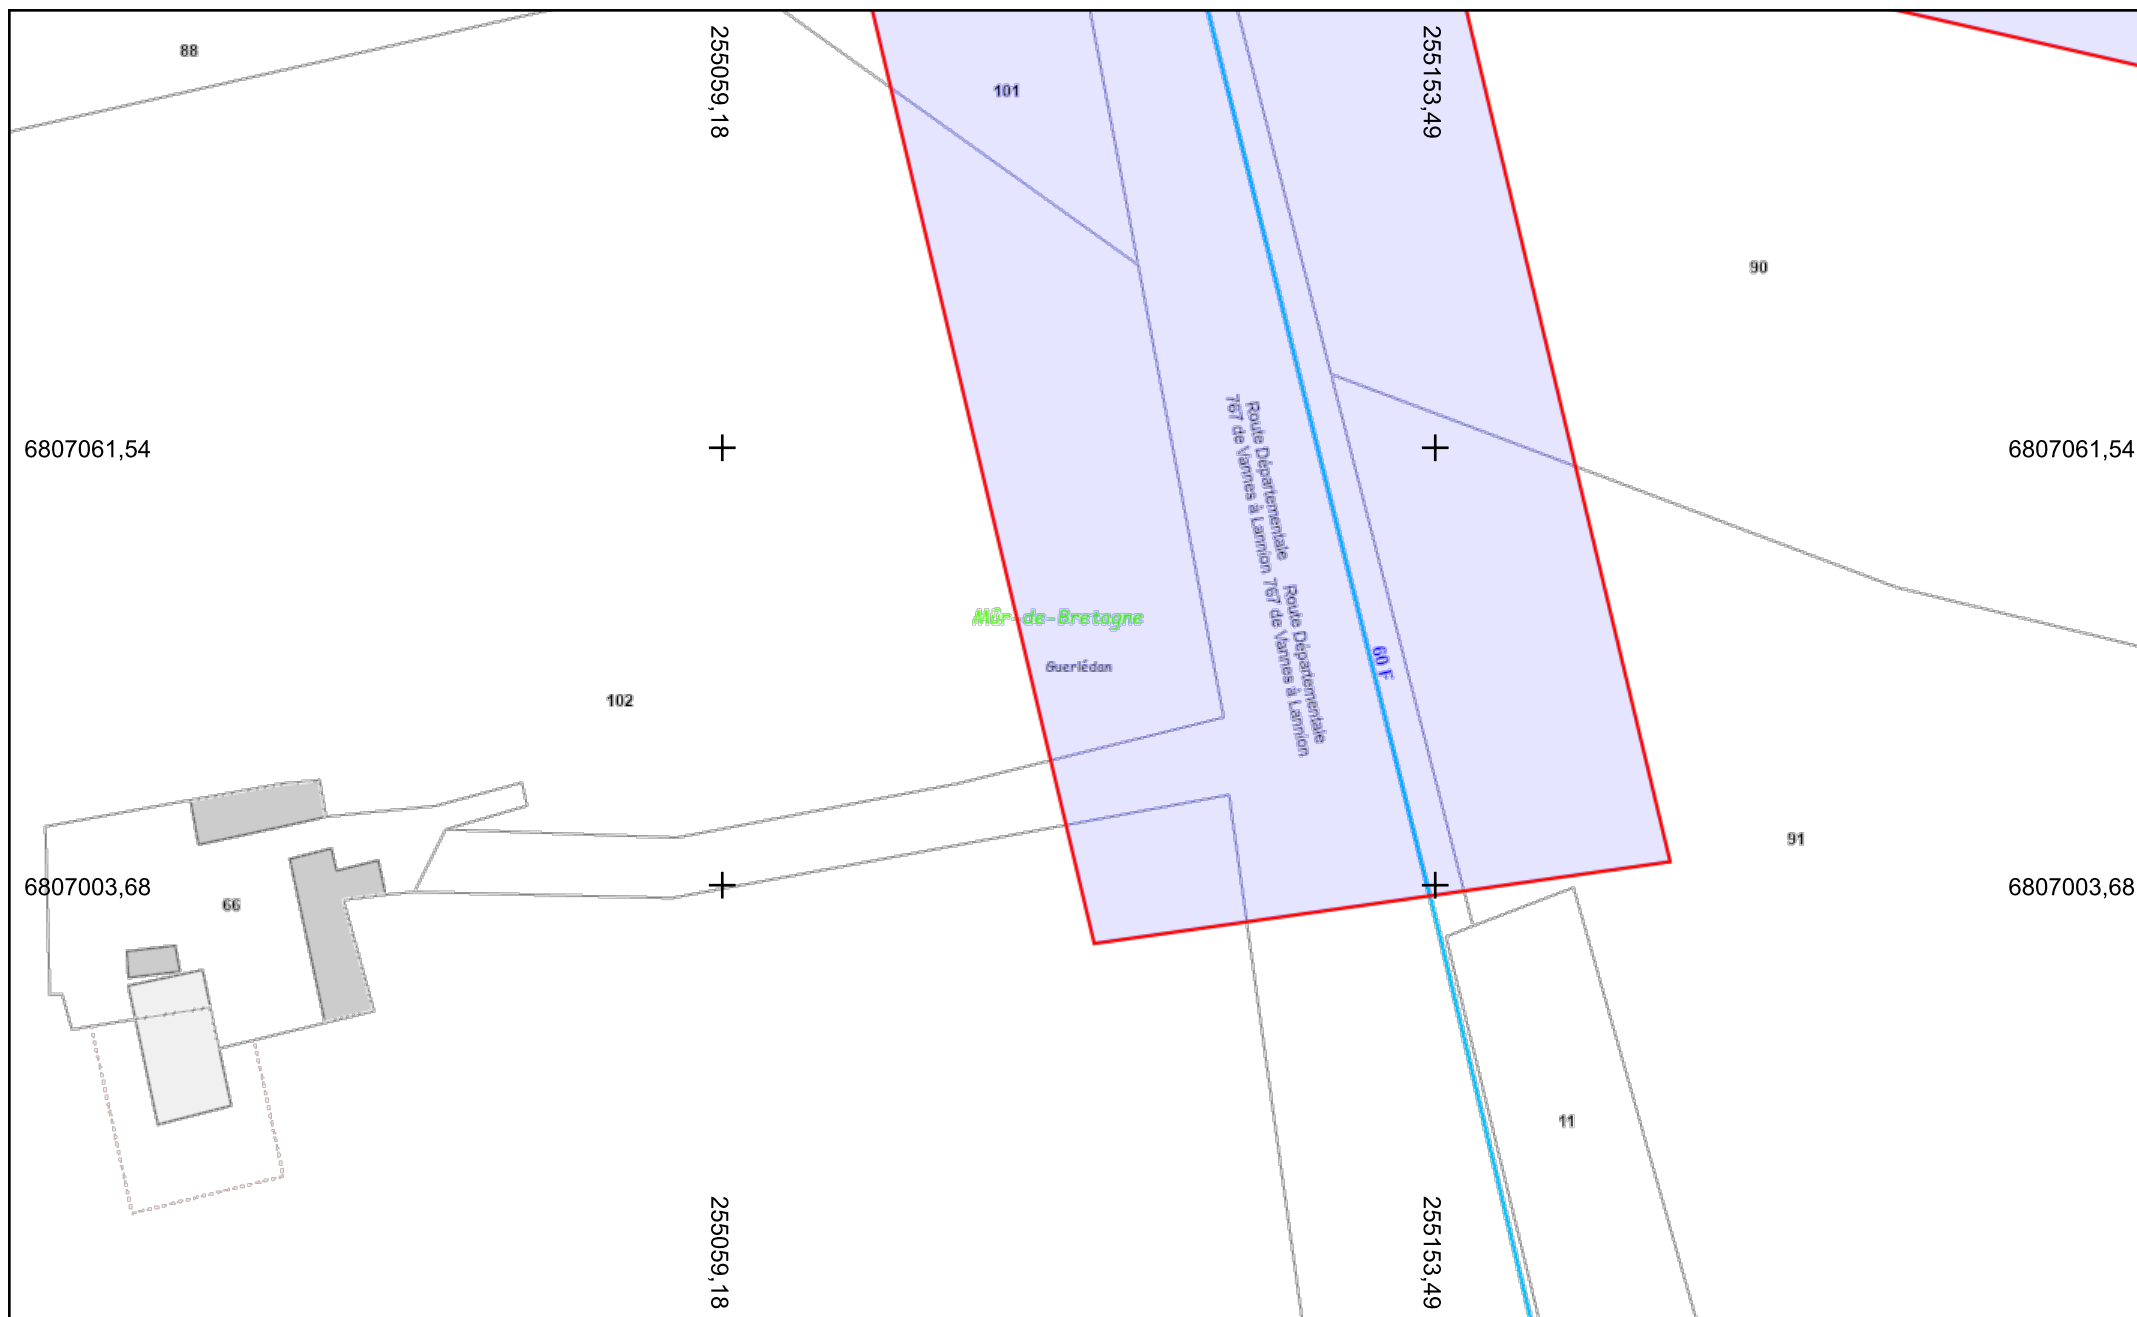 88
255059,18
255153,49
101
90
6807061,54
6807061,54
Route Départementale
767 de Vannes à Lannion
Route Départementale
767 de Vannes à Lannion
Mûr-de-Bretagne
60 F
Guerlédan
102
91
6807003,68
6807003,68
66
11
255059,18
255153,49